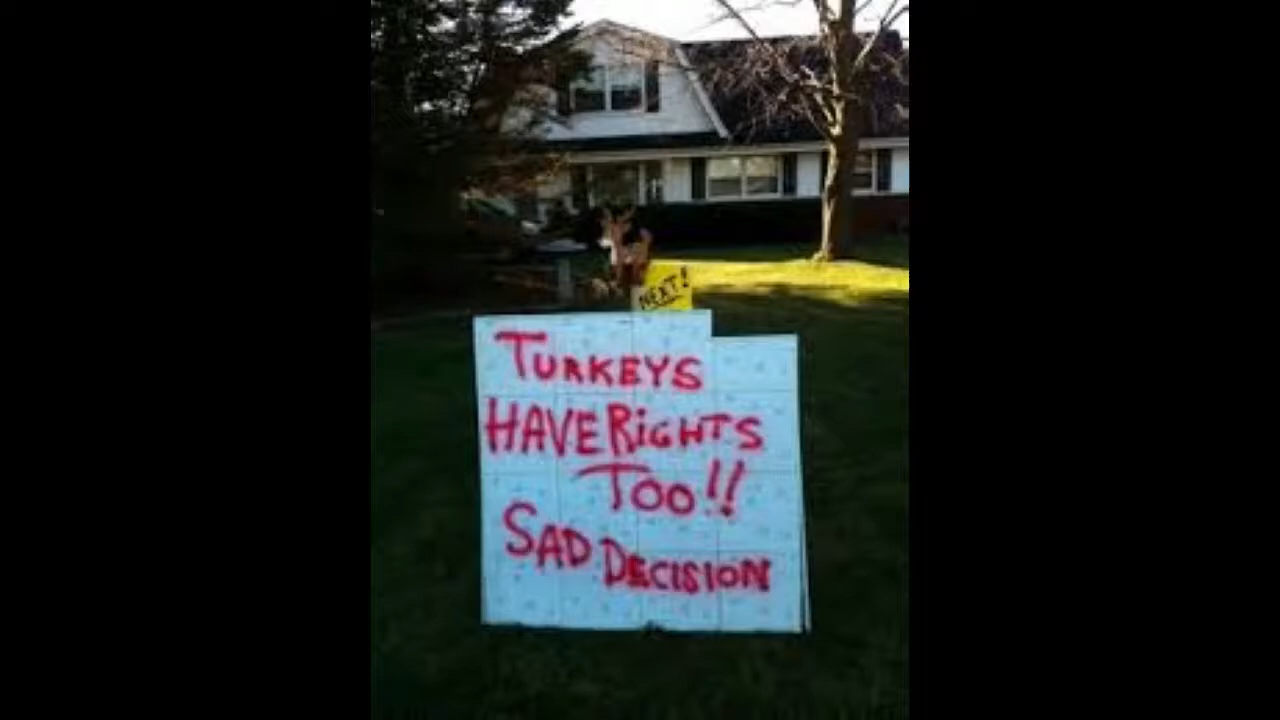 NEXT!
TURKEYS
HAVE RIGHTS
TOO!!
SAD DECISION